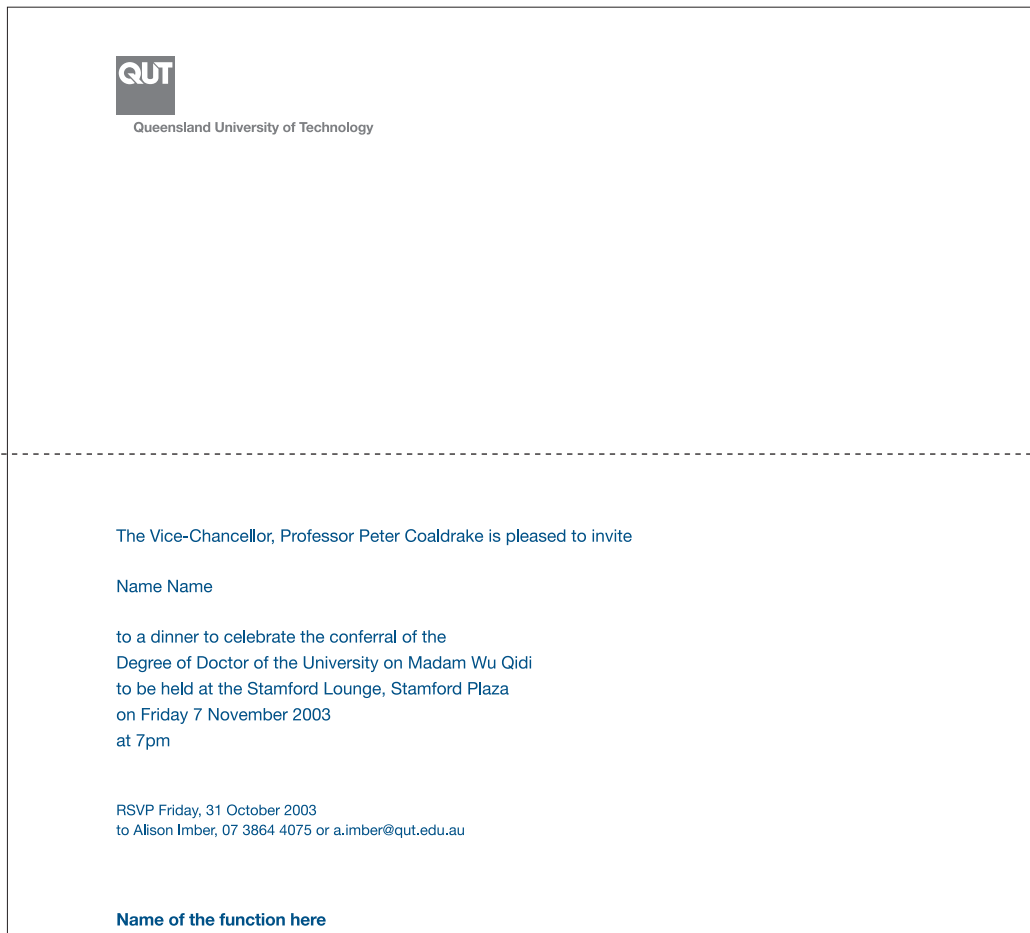 QUT
Queensland University of Technology
The Vice-Chancellor, Professor Peter Coaldrake is pleased to invite
Name Name
to a dinner to celebrate the conferral of the
Degree of Doctor of the University on Madam Wu Qidi
to be held at the Stamford Lounge, Stamford Plaza
on Friday 7 November 2003
at 7pm
RSVP Friday, 31 October 2003
to Alison Imber, 07 3864 4075 or a.imber@qut.edu.au
Name of the function here